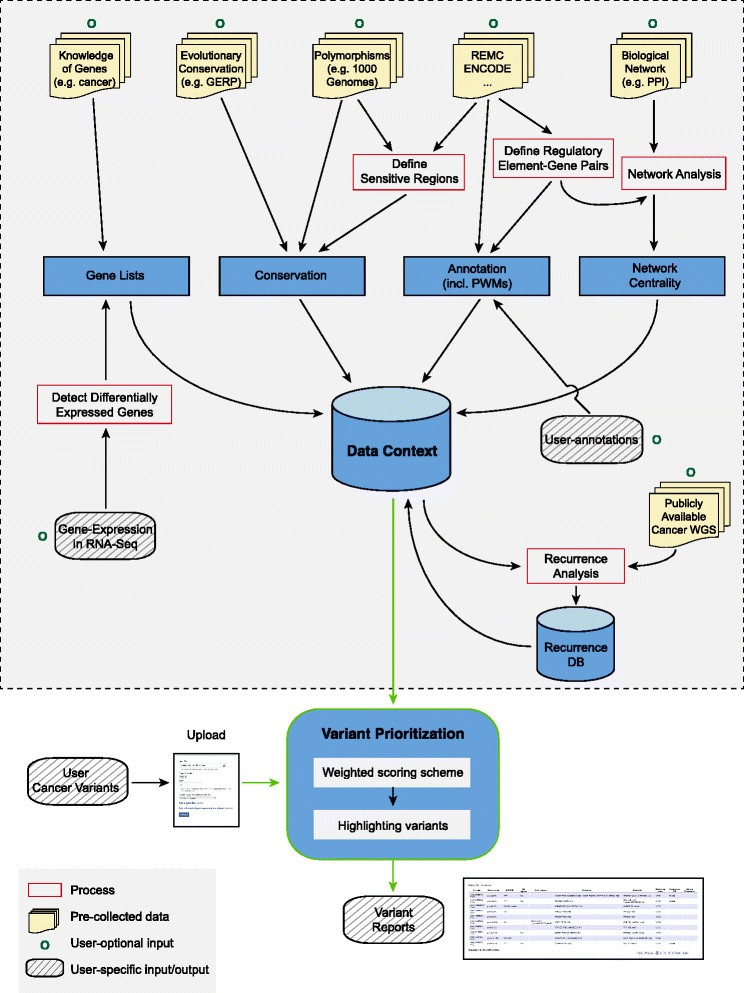 Knowledge
of Genes
(e.g. cancer)
Evolutionary
Conservation
(e.g. GERP)
Polymorphisms
(e.g. 1000
Genomes)
REMC
ENCODE
...
Biological
Network
(e.g. PPI)
Define
Sensitive Regions
Define Regulatory
Element-Gene Pairs
Network Analysis
Gene Lists
Conservation
Annotation
(incl. PWMs)
Network
Centrality
Detect Differentially
Expressed Genes
Data Context
User-annotations
Gene-Expression
in RNA-Seq
Publicly
Available
Cancer WGS
Recurrence
Analysis
Recurrence
DB
Upload
User
Cancer Variants
Variant Prioritization
Weighted scoring scheme
Highlighting variants
Variant
Reports
Process
Pre-collected data
User-optional input
User-specific input/output